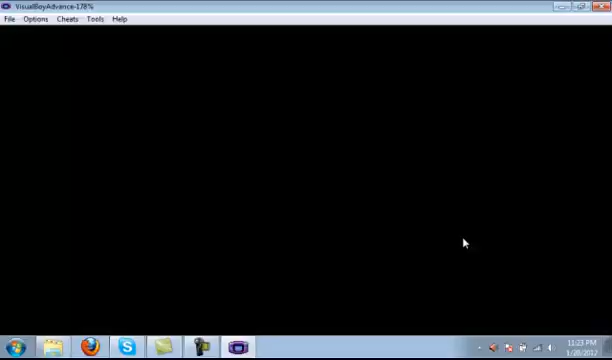 VisualBoyAdvance-178%
File Options Cheats Tools Help
11:23 PM
1/20/2012